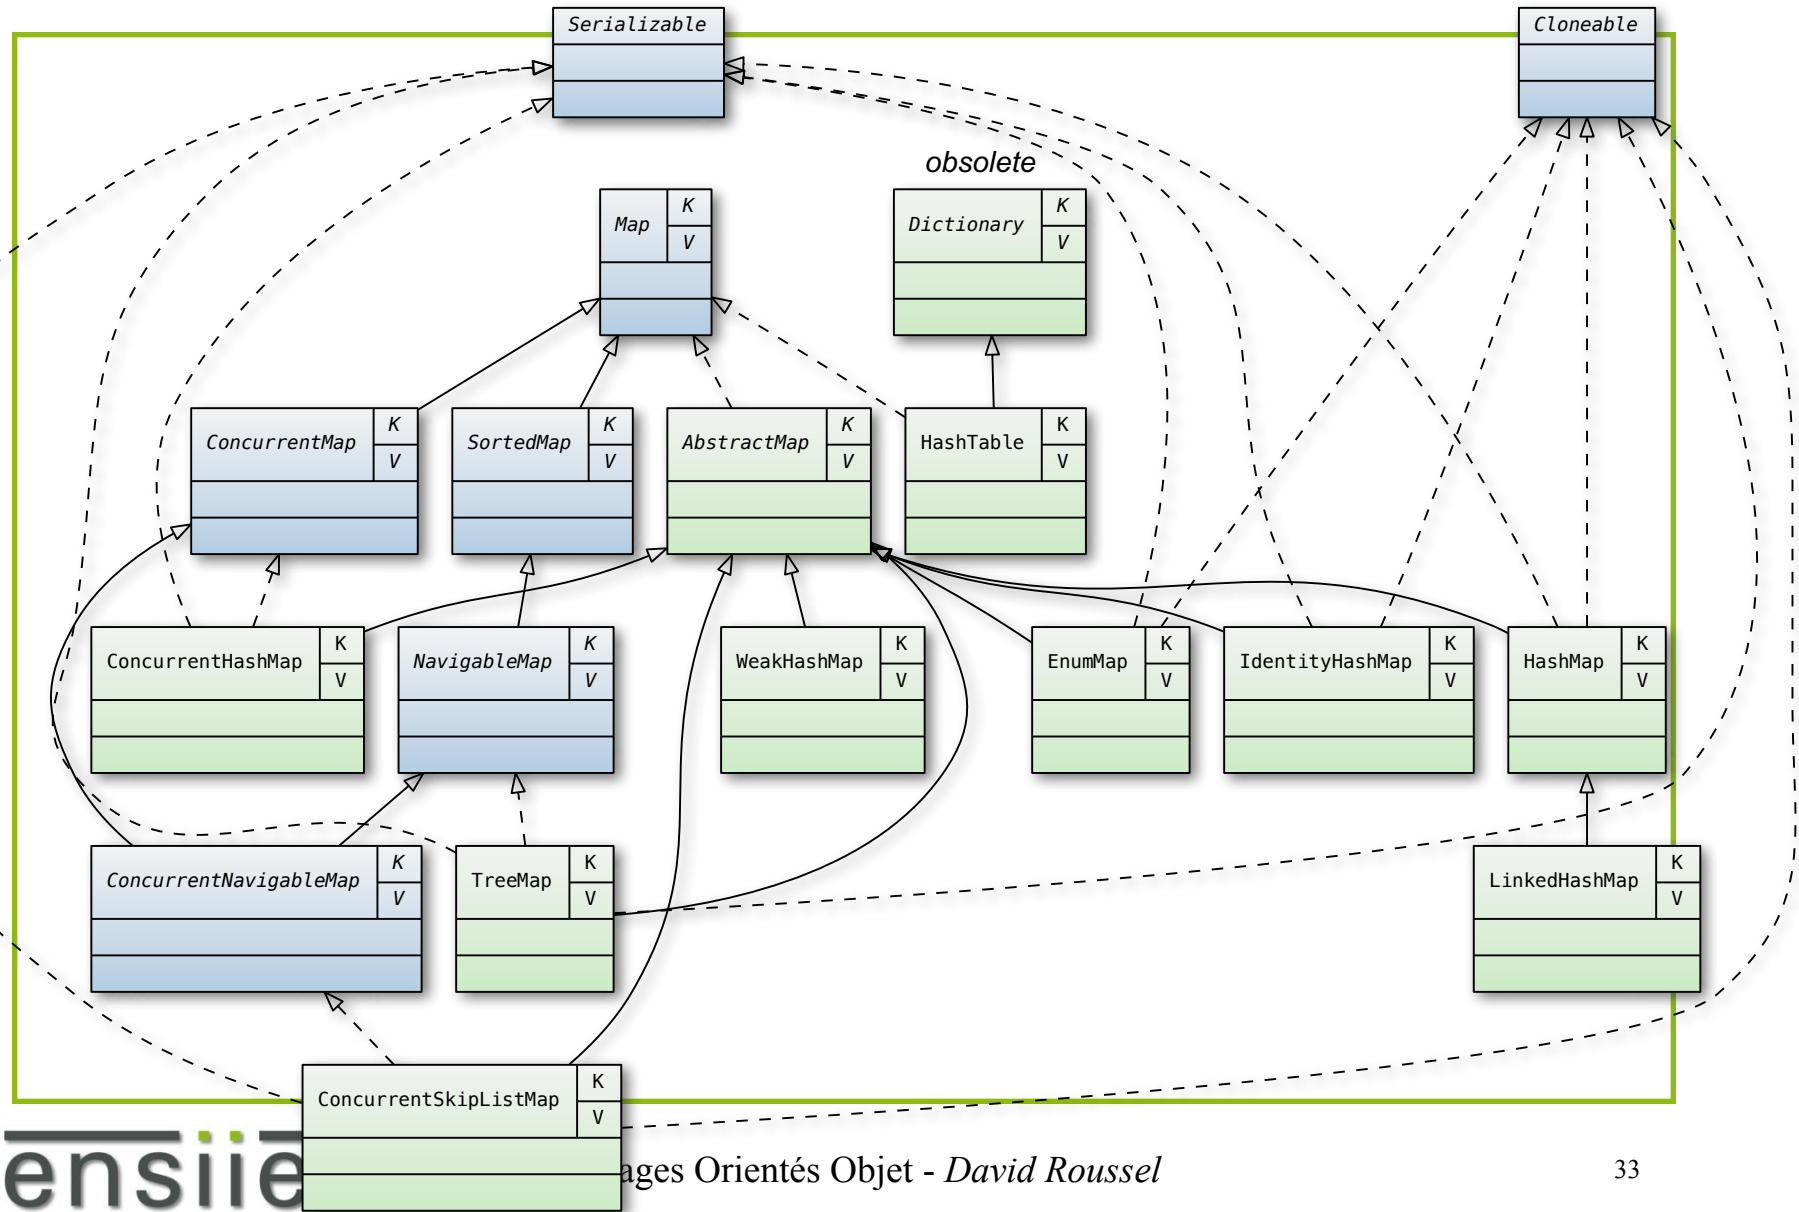 Serializable
Cloneable
obsolete
Map K V
Dictionary K V
ConcurrentMap K V
SortedMap K V
AbstractMap K V
HashTable K V
ConcurrentHashMap K V
NavigableMap K V
WeakHashMap K V
EnumMap K V
IdentityHashMap K V
HashMap K V
ConcurrentNavigableMap K V
TreeMap K V
LinkedHashMap K V
ConcurrentSkipListMap K V
ensiie
ages Orientés Objet - David Roussel
33